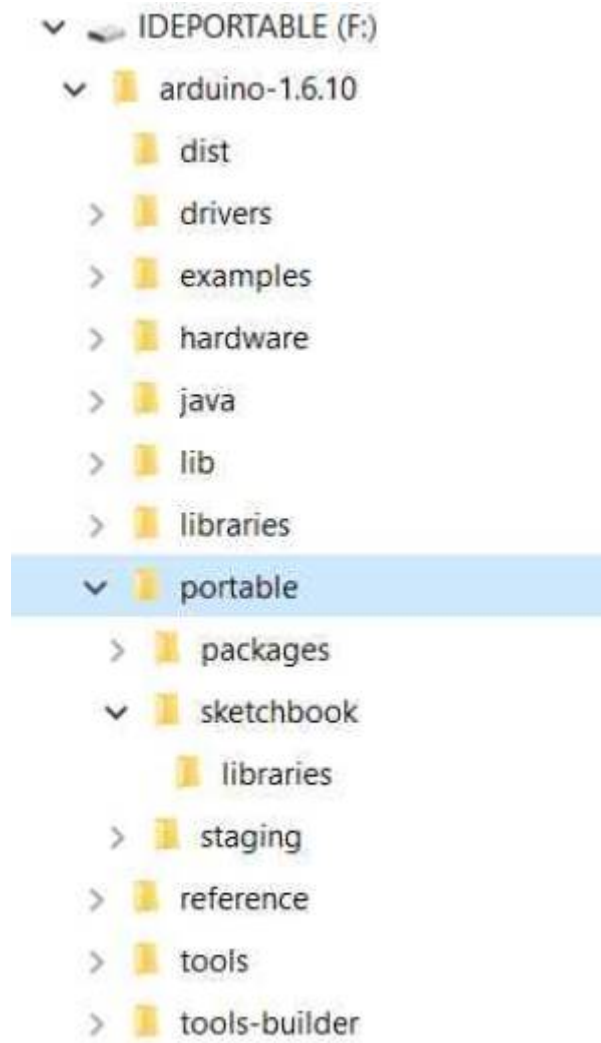 IDEPORTABLE (F:)
arduino-1.6.10
dist
drivers
examples
hardware
java
lib
libraries
portable
packages
sketchbook
libraries
staging
reference
tools
tools-builder